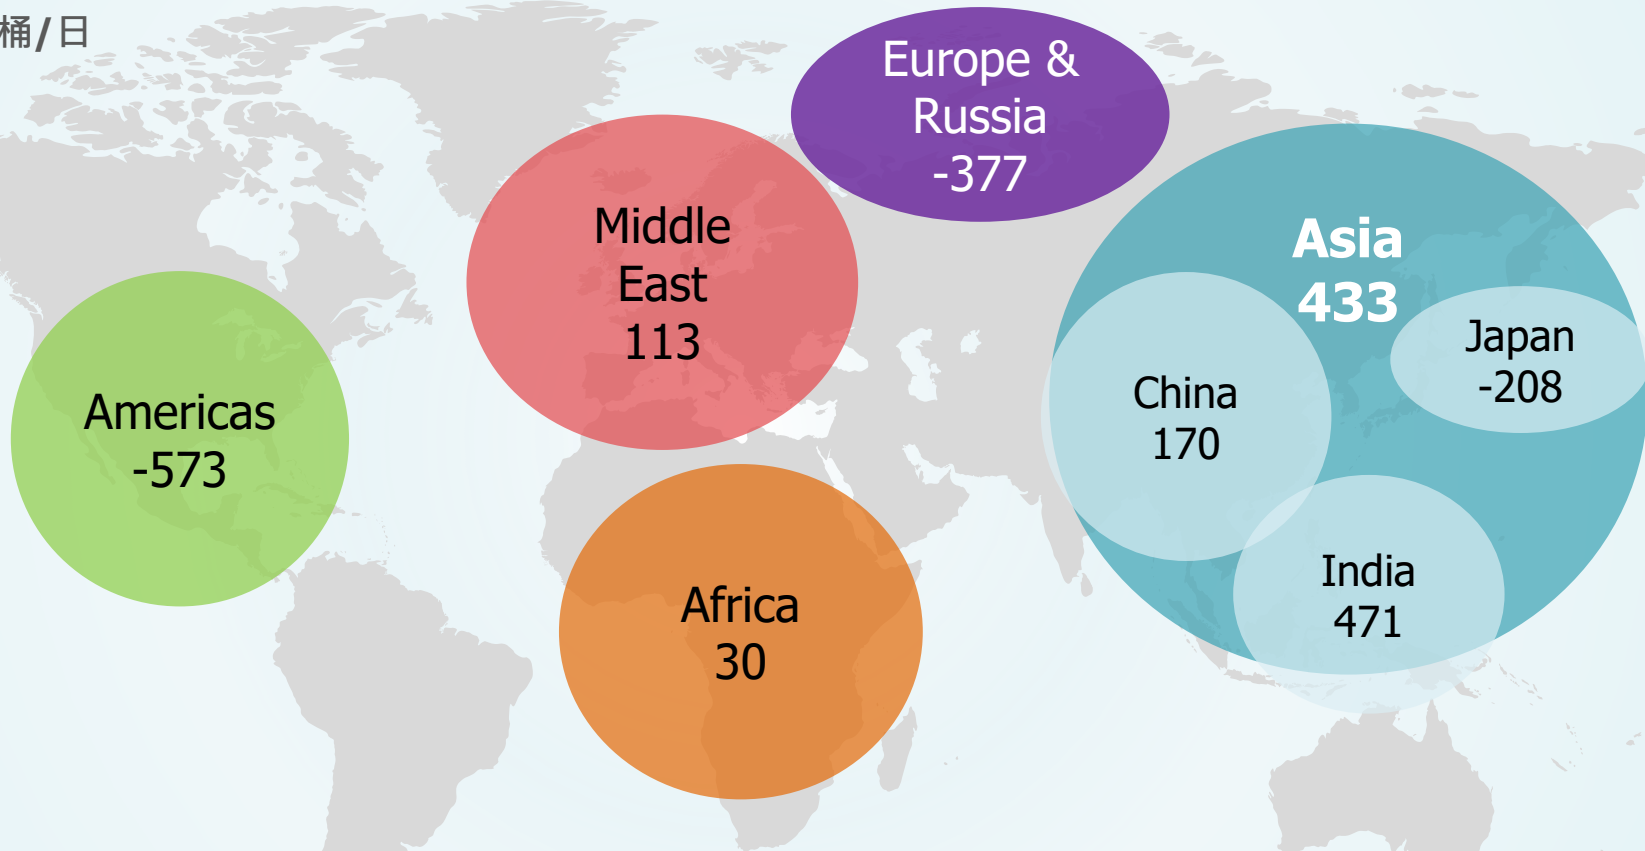 桶/日
Europe &
Russia
-377
Middle
East
113
Asia
433
Japan
-208
China
170
Americas
-573
India
471
Africa
30